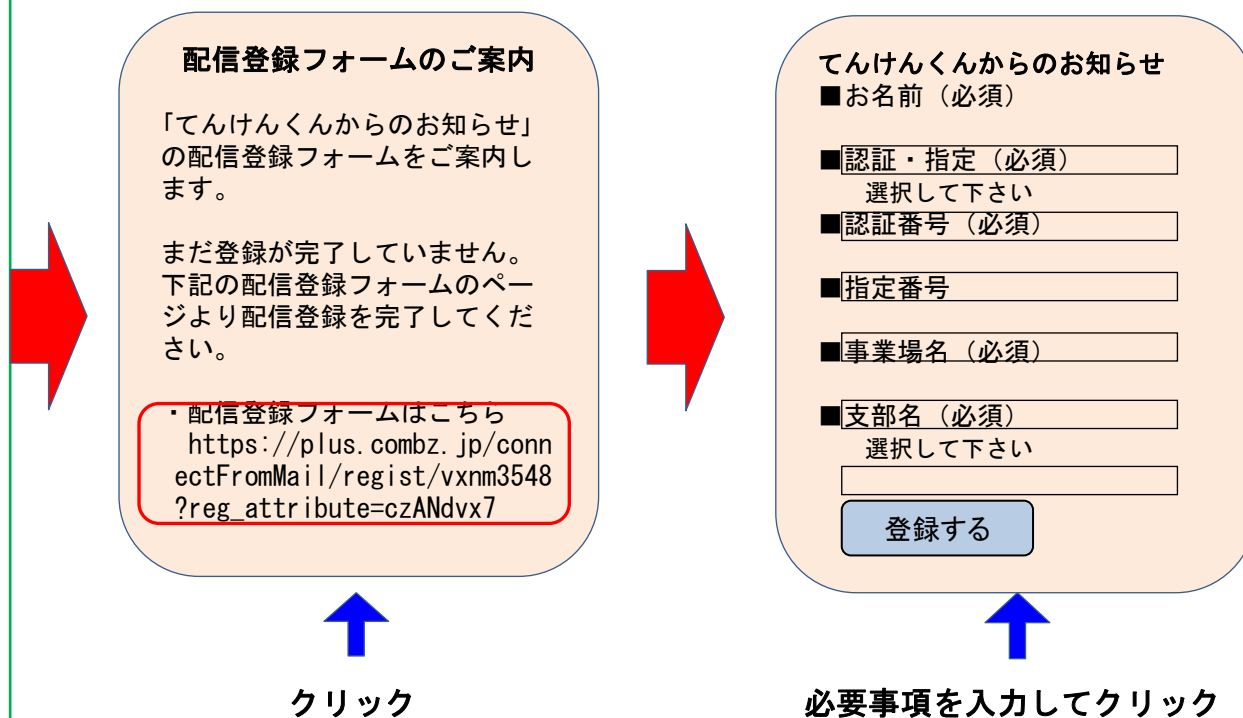 配信登録フォームのご案内
「てんけんくんからのお知らせ」
の配信登録フォームをご案内し
ます。
まだ登録が完了していません。
下記の配信登録フォームのペー
ジより配信登録を完了してくだ
さい。
・配信登録フォームはこちら
https://plus.combz.jp/conn
ectFromMail/regist/vxnm3548
?reg_attribute=czANdvx7
クリック
てんけんくんからのお知らせ
■お名前（必須）
■認証・指定（必須）
選択して下さい
■認証番号（必須）
■指定番号
■事業場名（必須）
■支部名（必須）
選択して下さい
登録する
必要事項を入力してクリック